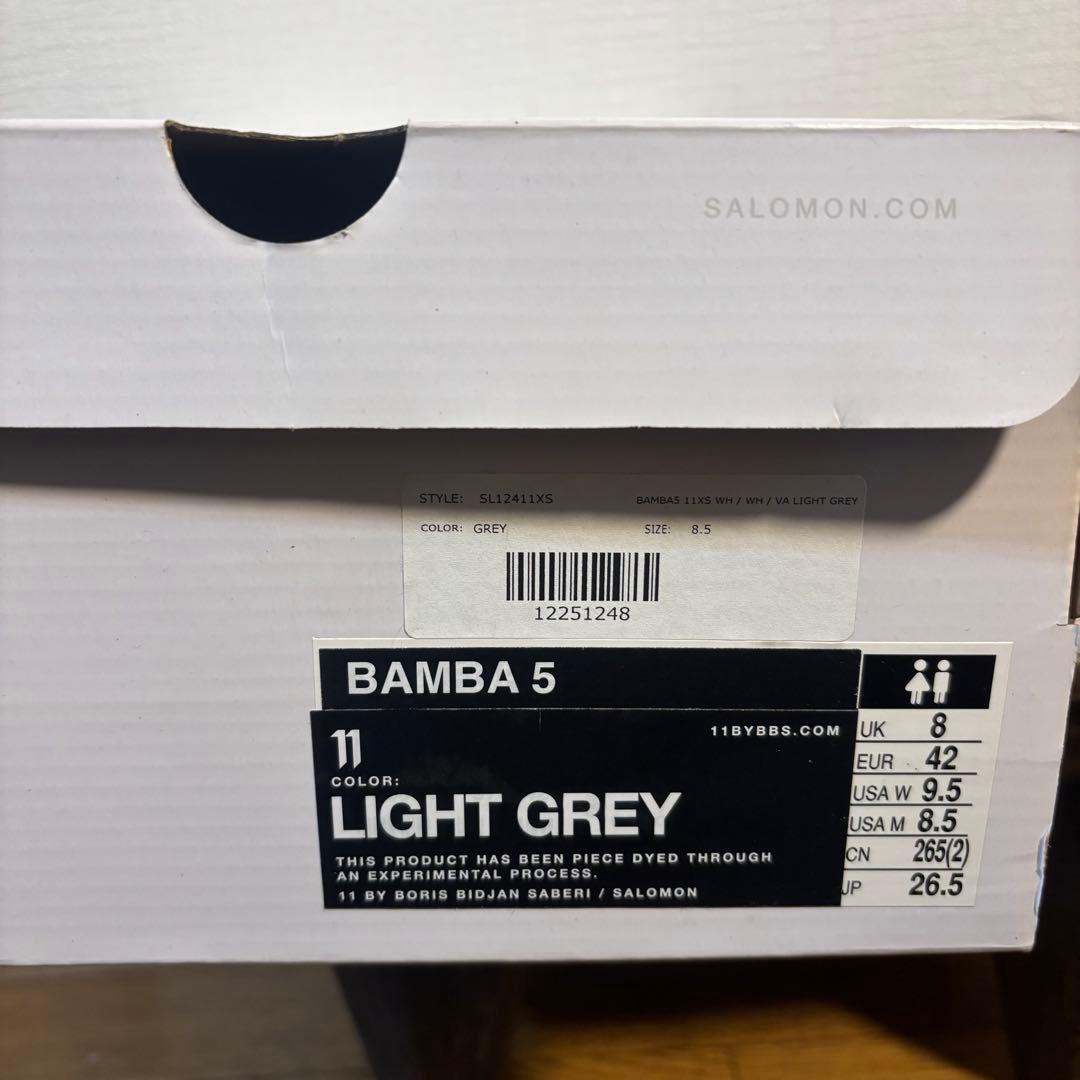 SALOMON.COM
STYLE: SL12411XS BAMBA5 11XS WH / WH / VA LIGHT GREY
COLOR: GREY SIZE: 8.5
12251248
BAMBA 5
11 11BYBBS.COM
COLOR:
LIGHT GREY
THIS PRODUCT HAS BEEN PIECE DYED THROUGH
AN EXPERIMENTAL PROCESS.
11 BY BORIS BIDJAN SABERI / SALOMON
UK 8
EUR 42
USA W 9.5
USA M 8.5
CN 265(2)
JP 26.5